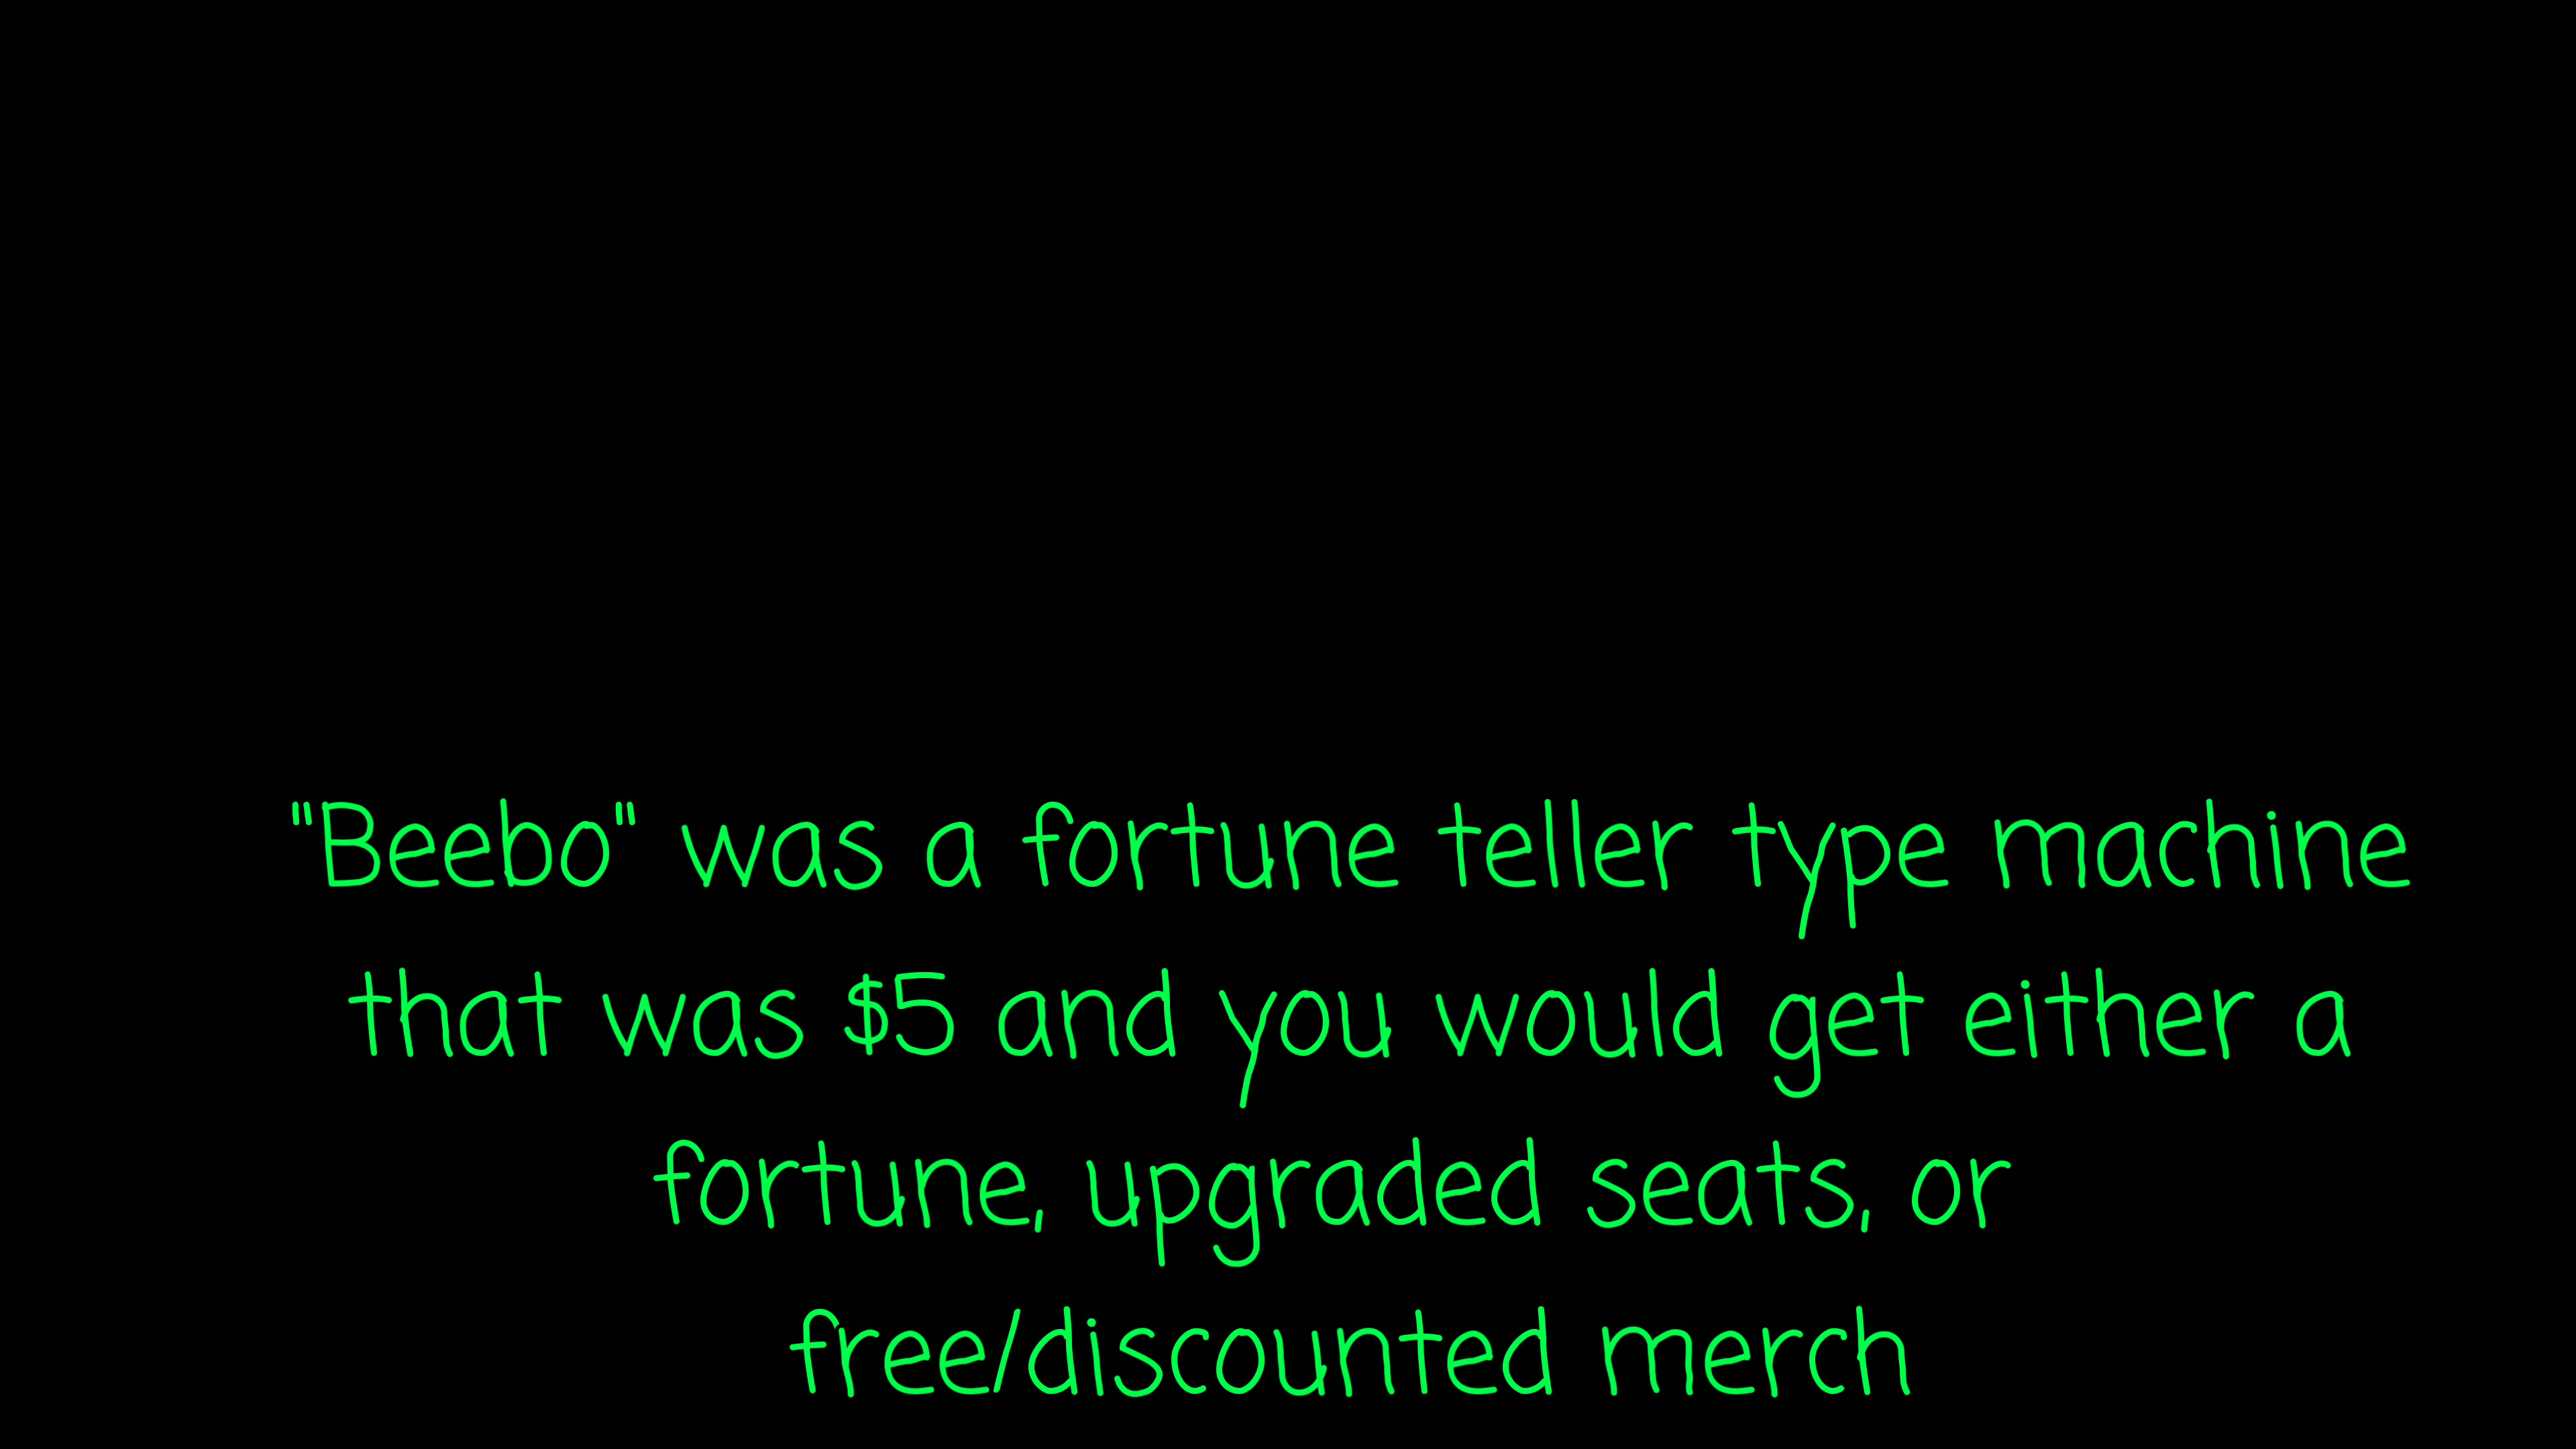 "Beebo" was a fortune teller type machine
that was $5 and you would get either a
fortune, upgraded seats, or
free/discounted merch